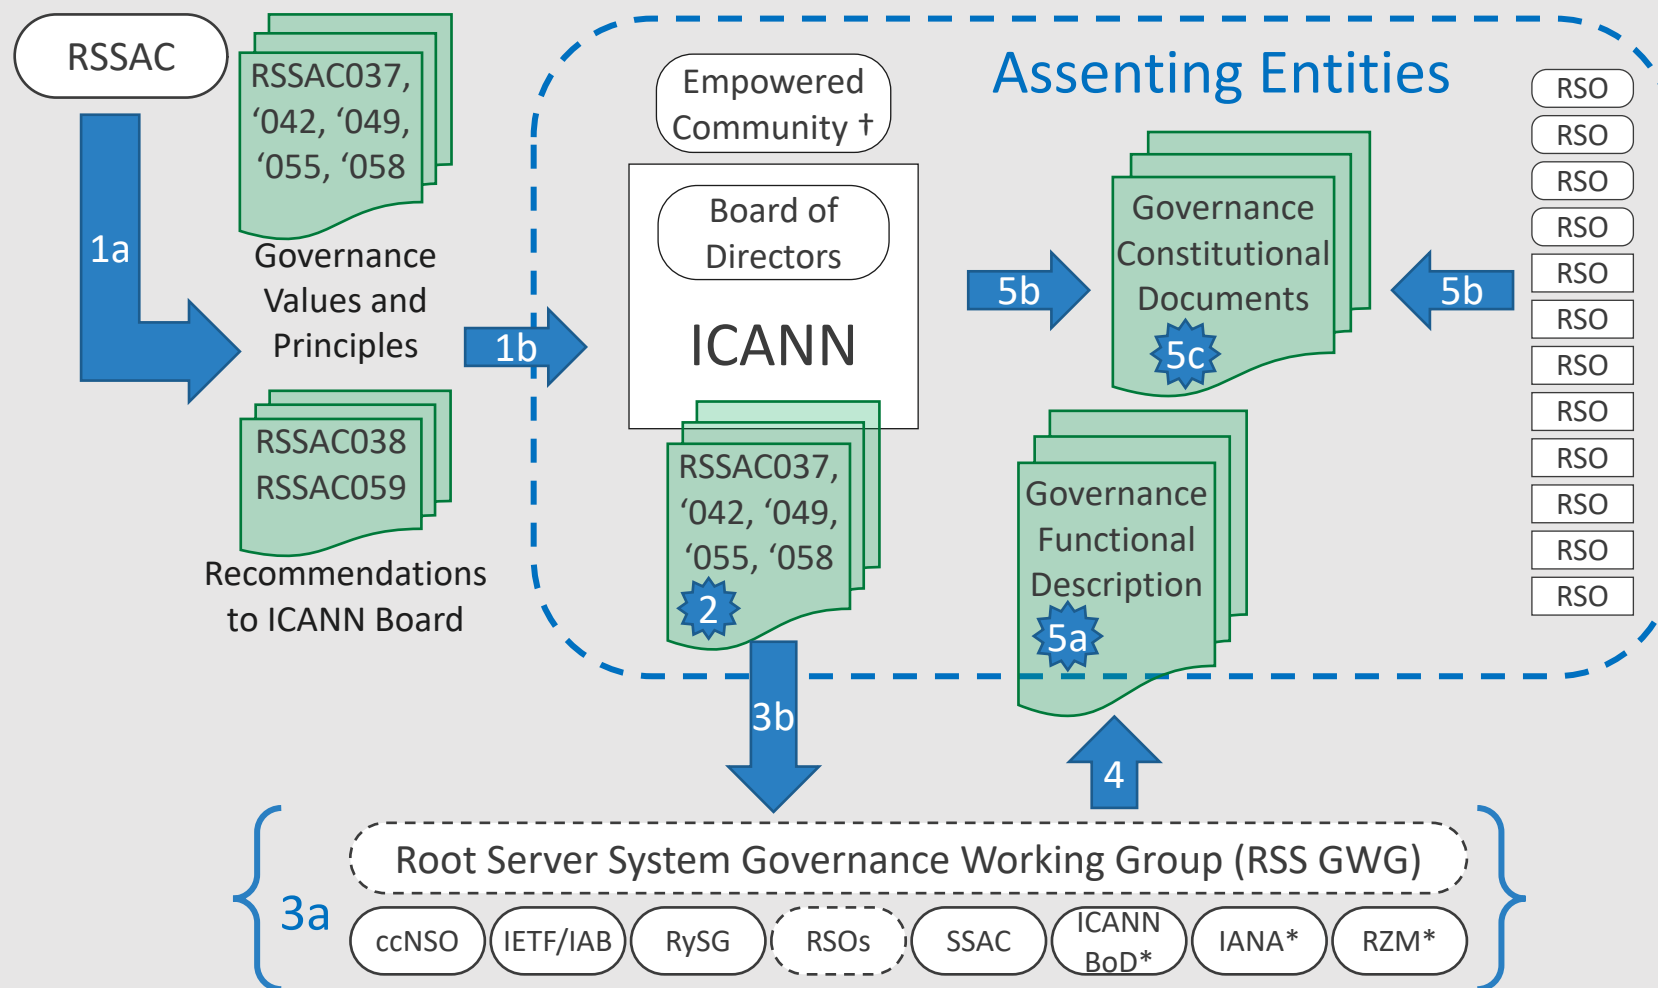 RSSAC
RSSAC037,
‘042, ‘049,
‘055, ‘058
1a
Governance
Values and
Principles
RSSAC038
RSSAC059
Recommendations
to ICANN Board
1b
Assenting Entities
Empowered
Community †
Board of
Directors
ICANN
RSSAC037,
‘042, ‘049,
‘055, ‘058
2
5b
Governance
Constitutional
Documents
5c
5b
Governance
Functional
Description
5a
RSO
RSO
RSO
RSO
RSO
RSO
RSO
RSO
RSO
RSO
RSO
RSO
3b
4
3a
Root Server System Governance Working Group (RSS GWG)
ccNSO
IETF/IAB
RySG
RSOs
SSAC
ICANN
BoD*
IANA*
RZM*